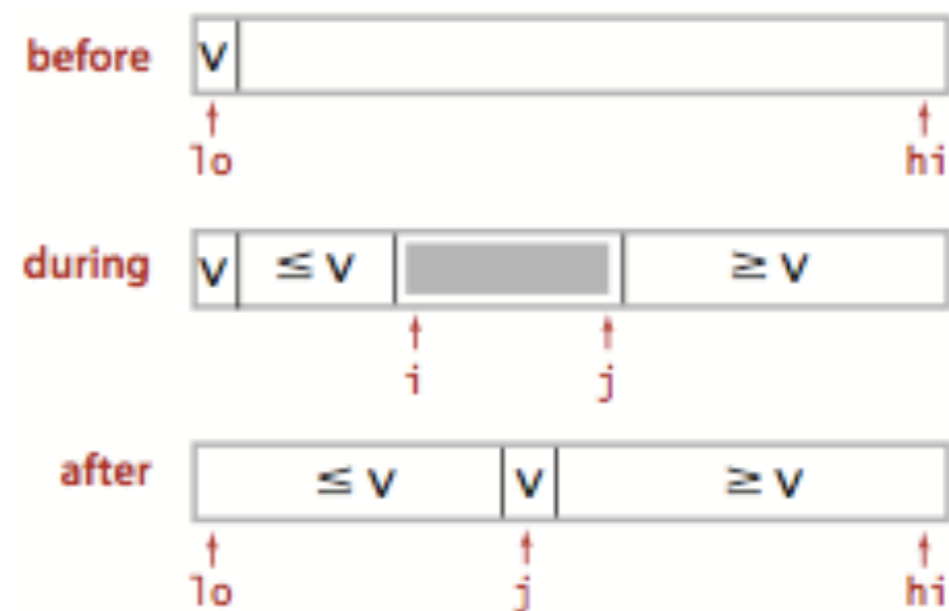 before v
lo hi
during v ≤ v ≥ v
i j
after ≤ v v ≥ v
lo j hi